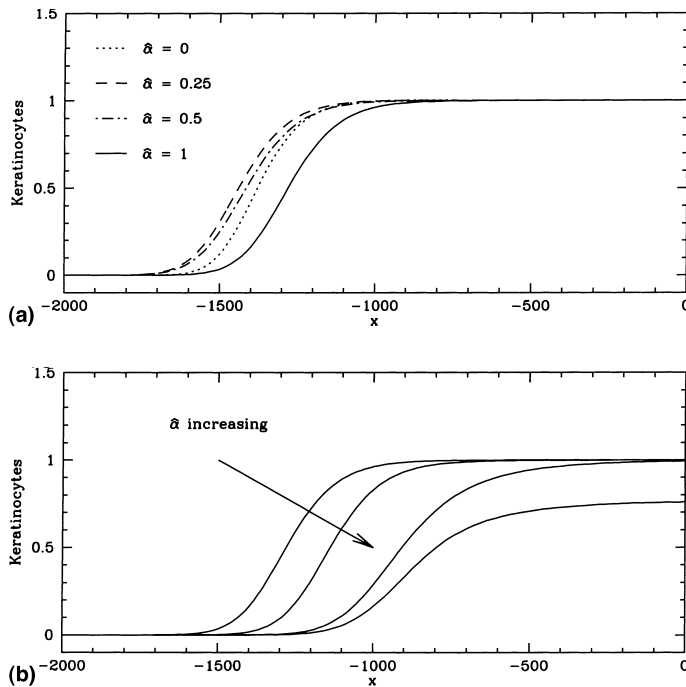 1.5
α̂ = 0
α̂ = 0.25
α̂ = 0.5
α̂ = 1
1
0.5
0
Keratinocytes
−2000
−1500
−1000
−500
0
x
(a)
1.5
α̂ increasing
1
0.5
0
Keratinocytes
−2000
−1500
−1000
−500
0
x
(b)